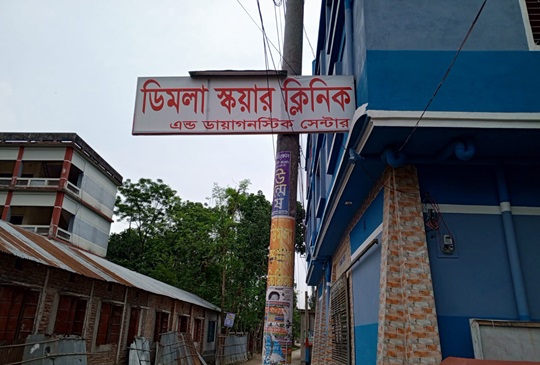 ডিমলা স্কয়ার ক্লিনিক
এন্ড ডায়াগনস্টিক সেন্টার